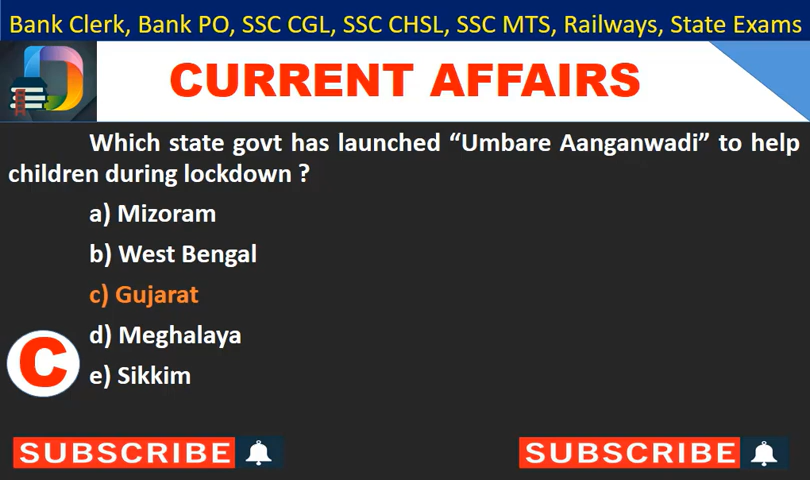 Bank Clerk, Bank PO, SSC CGL, SSC CHSL, SSC MTS, Railways, State Exams
CURRENT AFFAIRS
Which state govt has launched “Umbare Aanganwadi” to help
children during lockdown ?
a) Mizoram
b) West Bengal
c) Gujarat
d) Meghalaya
e) Sikkim
C
SUBSCRIBE
SUBSCRIBE